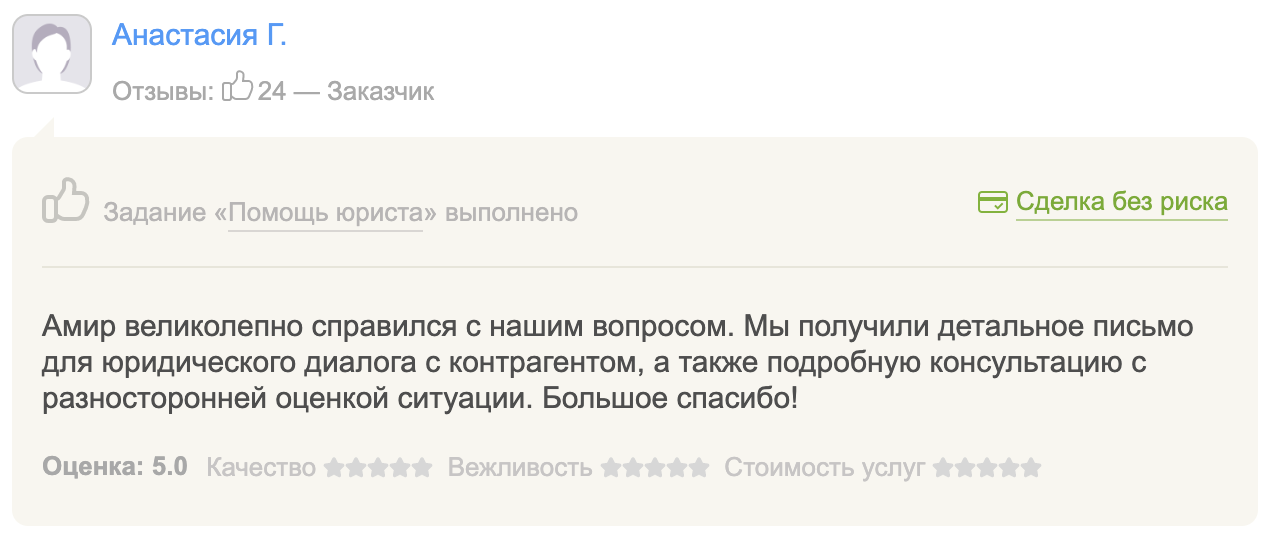 Анастасия Г.
Отзывы: 24 — Заказчик
Задание «Помощь юриста» выполнено
Сделка без риска
Амир великолепно справился с нашим вопросом. Мы получили детальное письмо
для юридического диалога с контрагентом, а также подробную консультацию с
разносторонней оценкой ситуации. Большое спасибо!
Оценка: 5.0 Качество Вежливость Стоимость услуг